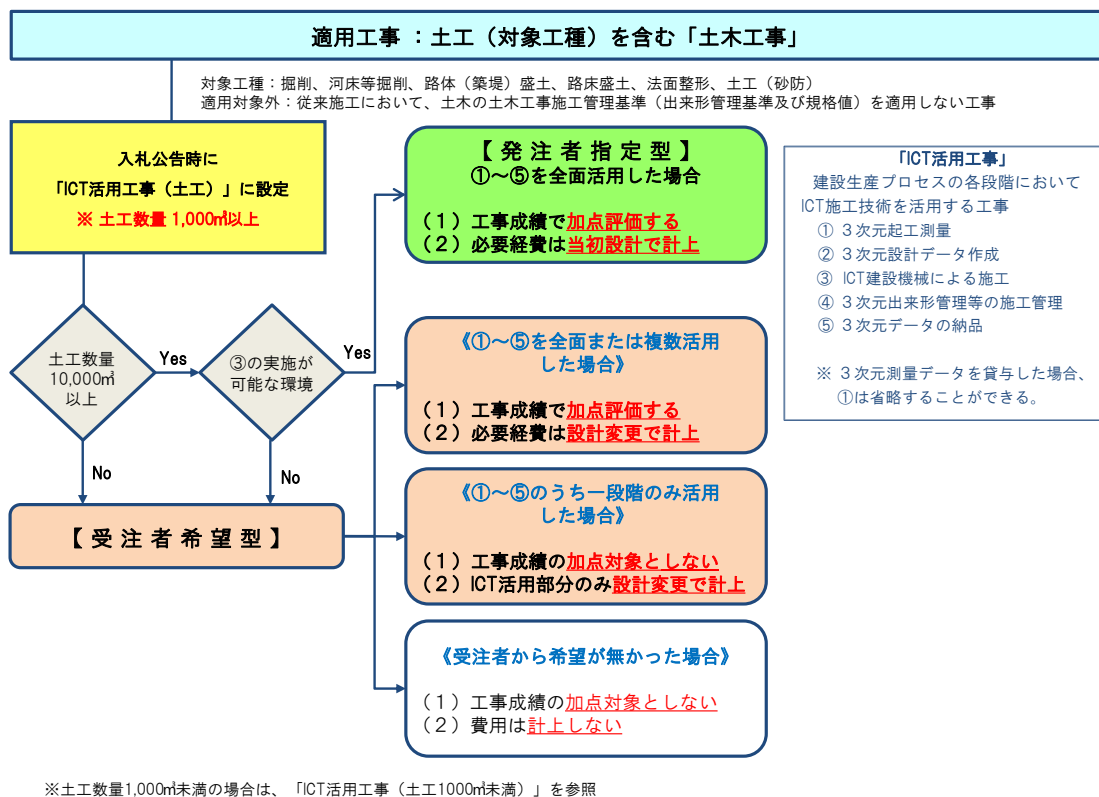 適用工事 ：土工（対象工種）を含む「土木工事」
対象工種：掘削、河床等掘削、路体（築堤）盛土、路床盛土、法面整形、土工（砂防）
適用対象外：従来施工において、土木の土木工事施工管理基準（出来形管理基準及び規格値）を適用しない工事
入札公告時に
「ICT活用工事（土工）」に設定
※ 土工数量 1,000㎥以上
土工数量
10,000㎥
以上
Yes
No
③の実施が
可能な環境
Yes
No
【 受 注 者 希 望 型 】
【 発 注 者 指 定 型 】
①～⑤を全面活用した場合
（１）工事成績で加点評価する
（２）必要経費は当初設計で計上
《①～⑤を全面または複数活用
した場合》
（１）工事成績で加点評価する
（２）必要経費は設計変更で計上
《①～⑤のうち一段階のみ活用
した場合》
（１）工事成績の加点対象としない
（２）ICT活用部分のみ設計変更で計上
《受注者から希望が無かった場合》
（１）工事成績の加点対象としない
（２）費用は計上しない
「ICT活用工事」
建設生産プロセスの各段階において
ICT施工技術を活用する工事
① ３次元起工測量
② ３次元設計データ作成
③ ICT建設機械による施工
④ ３次元出来形管理等の施工管理
⑤ ３次元データの納品
※ ３次元測量データを貸与した場合、
①は省略することができる。
※土工数量1,000㎥未満の場合は、「ICT活用工事（土工1000㎥未満）」を参照